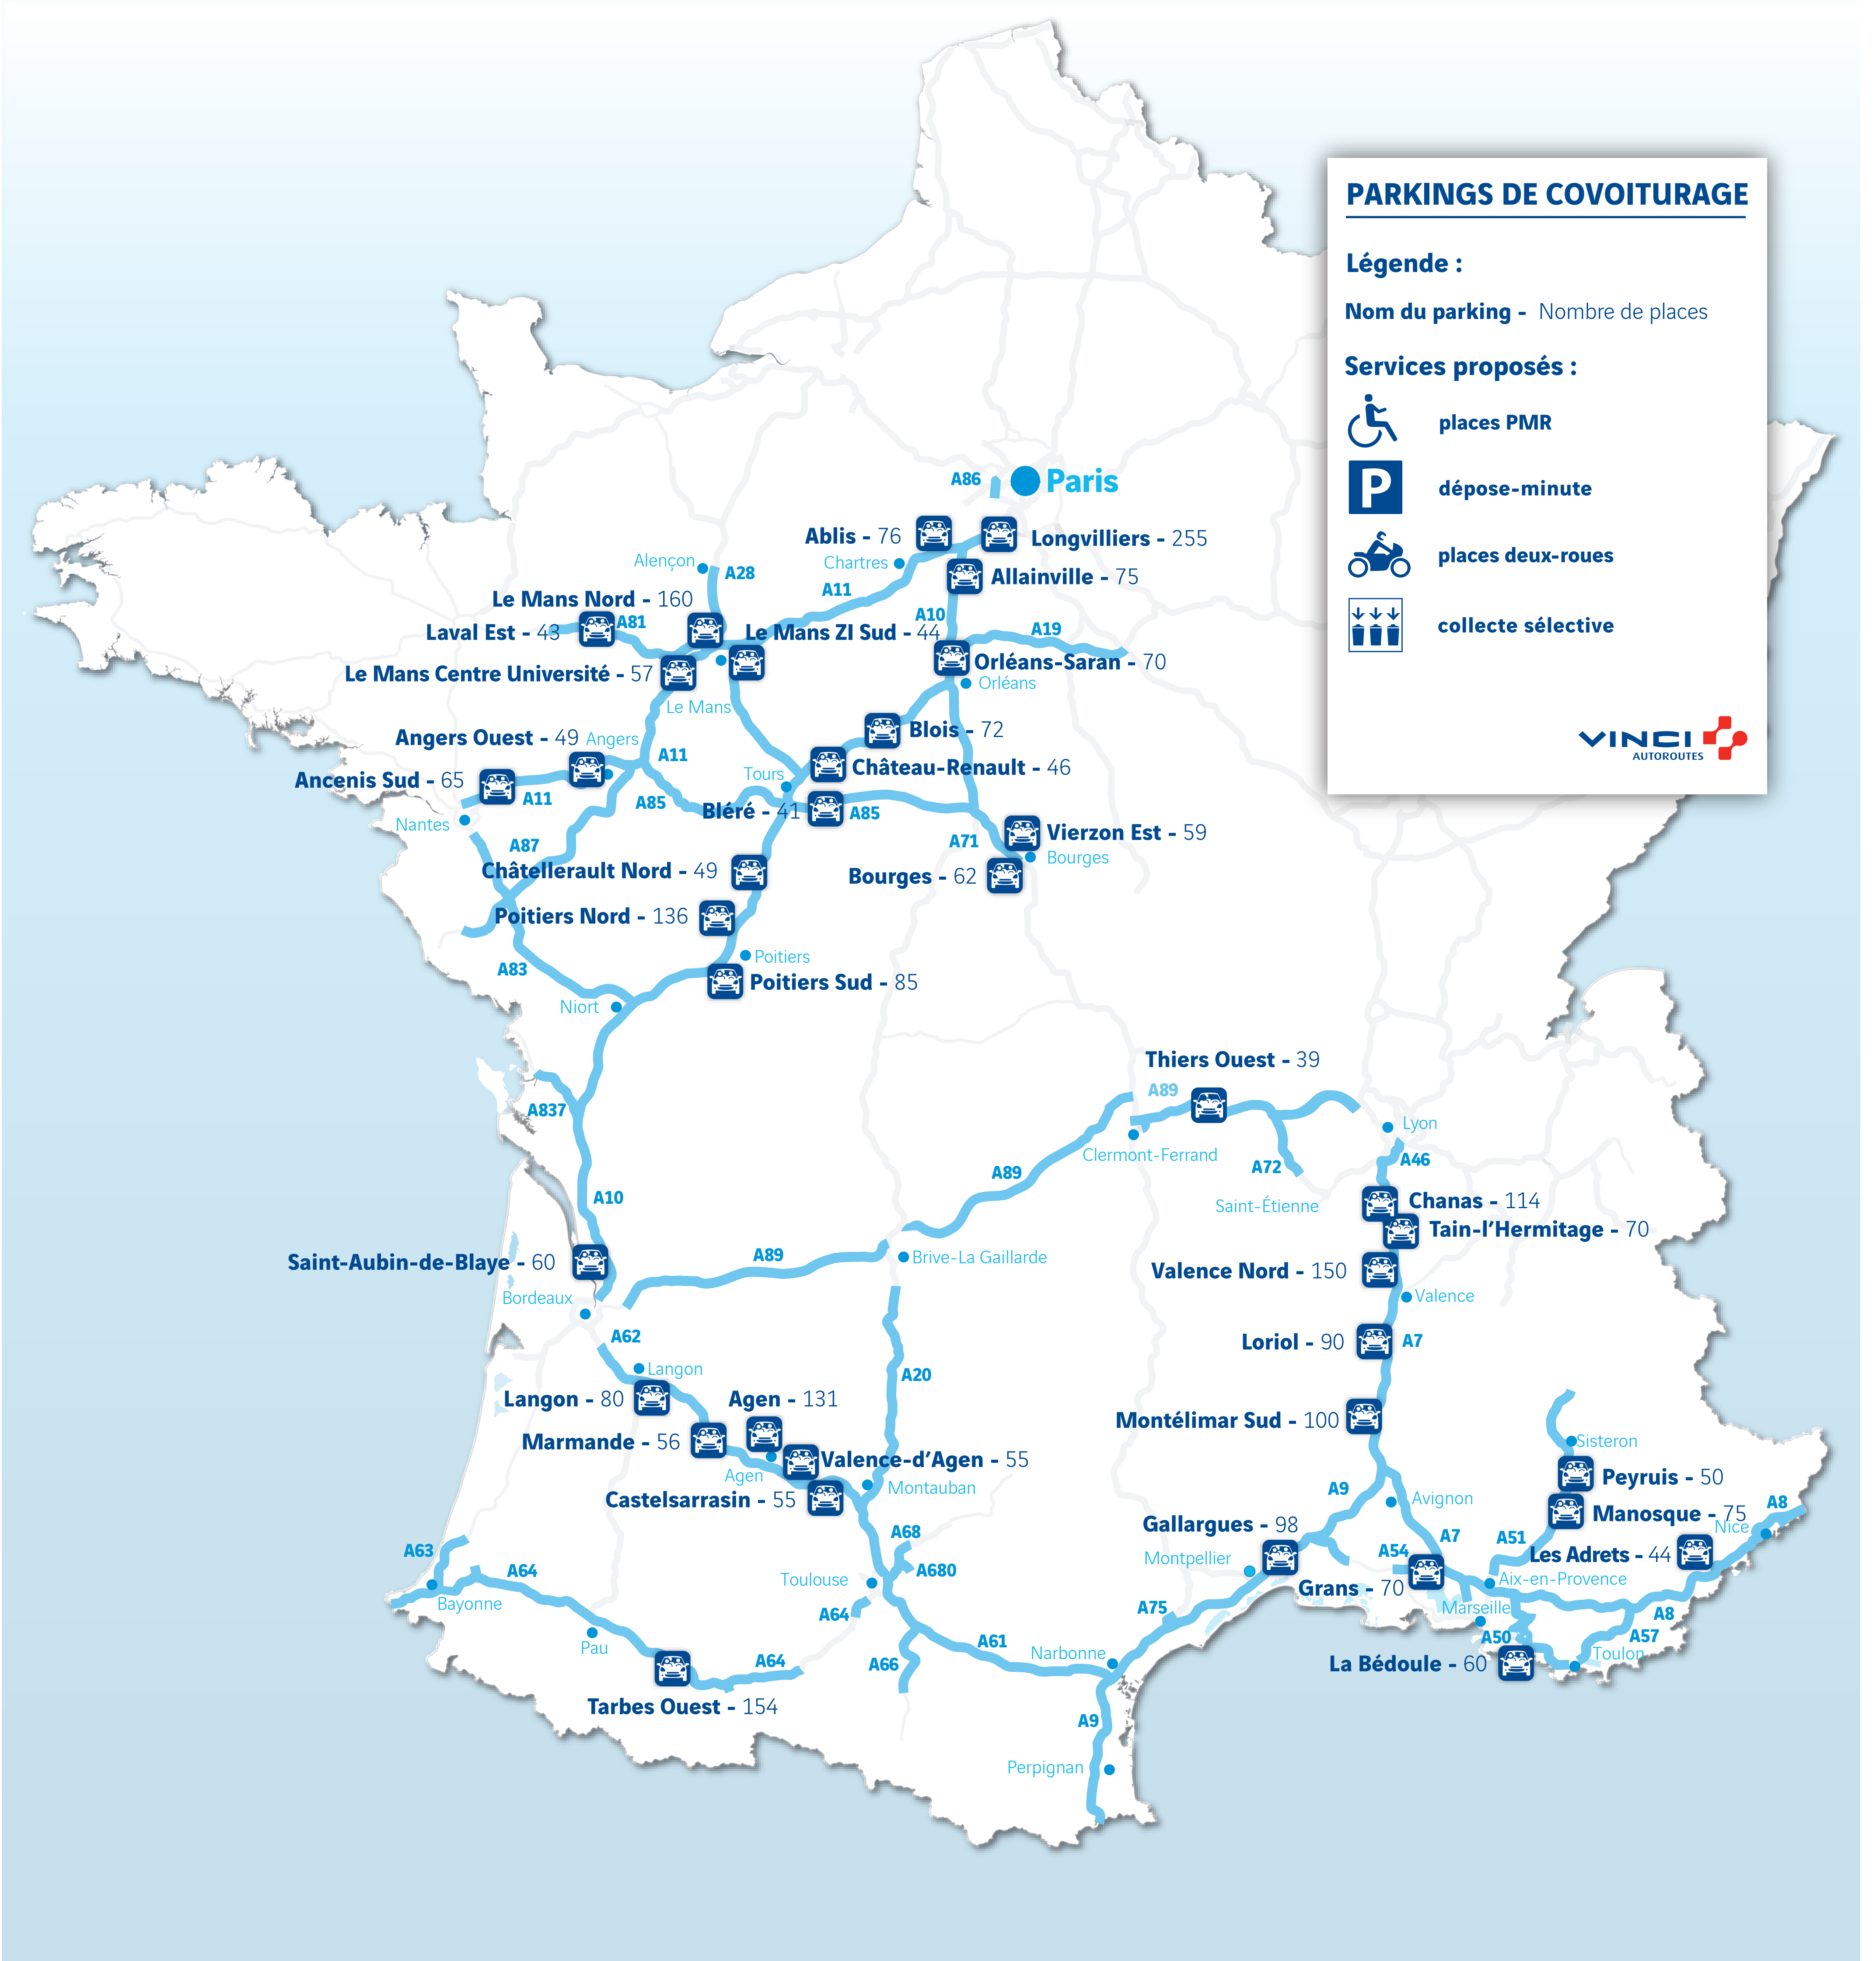 PARKINGS DE COVOITURAGE
Légende :
Nom du parking - Nombre de places
Services proposés :
places PMR
P
dépose-minute
places deux-roues
collecte sélective
VINCI
AUTOROUTES
A86
Paris
Ablis - 76
Longvilliers - 255
Alençon
A28
Chartres
Allainville - 75
A11
Le Mans Nord - 160
A10
Laval Est - 43
A81
Le Mans ZI Sud - 44
A19
Le Mans Centre Université - 57
Orléans-Saran - 70
Orléans
Le Mans
Angers Ouest - 49
Angers
Blois - 72
A11
Château-Renault - 46
Ancenis Sud - 65
Tours
A11
A85
Bléré - 41
A85
Nantes
A87
A71
Vierzon Est - 59
Bourges
Châtellerault Nord - 49
Bourges - 62
Poitiers Nord - 136
Poitiers
A83
Poitiers Sud - 85
Niort
Thiers Ouest - 39
A89
A837
Lyon
Clermont-Ferrand
A89
A72
A46
A10
Saint-Étienne
Chanas - 114
Tain-l'Hermitage - 70
Saint-Aubin-de-Blaye - 60
A89
Brive-La Gaillarde
Valence Nord - 150
Bordeaux
Valence
A62
Loriol - 90
A7
Langon
A20
Langon - 80
Agen - 131
Montélimar Sud - 100
Marmande - 56
Sisteron
Valence-d'Agen - 55
Agen
Peyruis - 50
Montauban
A9
Castelsarrasin - 55
Avignon
Manosque - 75
A8
Nice
Gallargues - 98
A68
A7
A51
A63
A54
Les Adrets - 44
Montpellier
A64
A680
Toulouse
Grans - 70
Aix-en-Provence
Bayonne
A64
A75
Marseille
A8
Pau
A61
A50
A57
Narbonne
Toulon
A64
A66
La Bédoule - 60
Tarbes Ouest - 154
A9
Perpignan